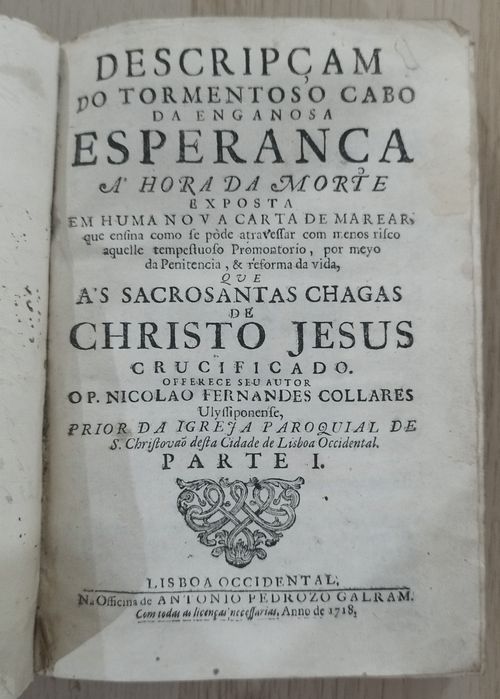 DESCRIPÇAM
DO TORMENTOSO CABO
DA ENGANOSA
ESPERANCA
A' HORA DA MORTE
EXPOSTA
EM HUMA NOVA CARTA DE MAREAR,
que enſina como ſe póde atraveſſar com menos riſco
aquelle tempeſtuoſo Promontorio, por meyo
da Penitencia, & reforma da vida,
QUE
A'S SACROSANTAS CHAGAS
DE
CHRISTO JESUS
CRUCIFICADO.
OFFERECE SEU AUTOR
O P. NICOLAO FERNANDES COLLARES
Ulyſſiponenſe,
PRIOR DA IGREJA PAROQUIAL DE
S. Chriſtovaõ deſta Cidade de Lisboa Occidental.
PARTE I.
LISBOA OCCIDENTAL,
Na Officina de ANTONIO PEDROZO GALRAM.
Com todas as licenças neceſſarias. Anno de 1718.